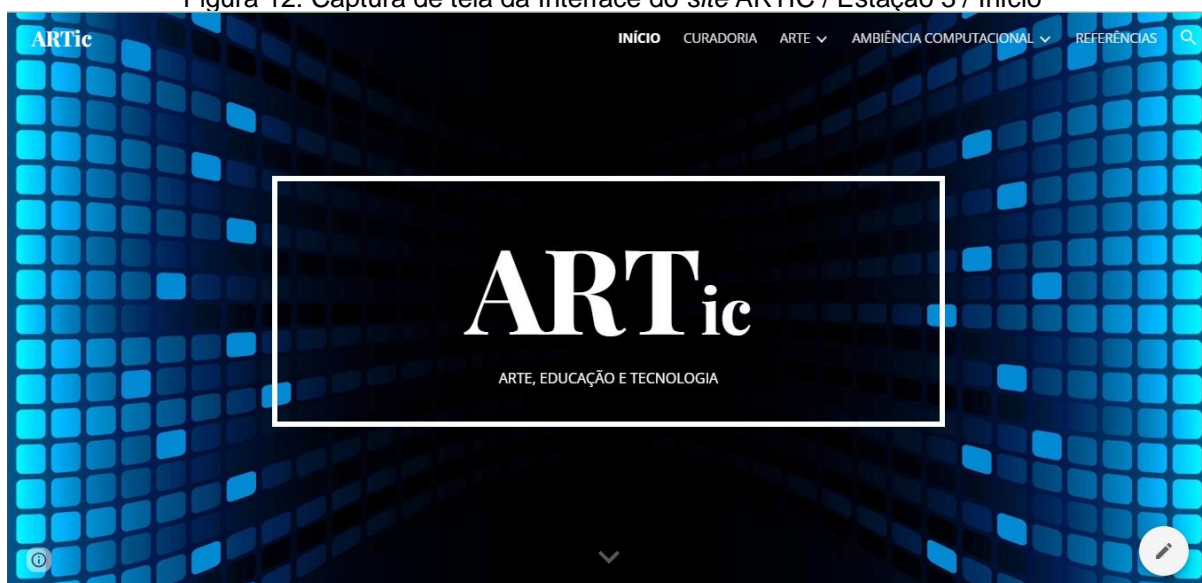 Figura 12: Captura de tela da Interface do site ARTIC / Estação 3 / Início
ARTic INÍCIO CURADORIA ARTE AMBIÊNCIA COMPUTACIONAL REFERÊNCIAS
ARTic
ARTE, EDUCAÇÃO E TECNOLOGIA